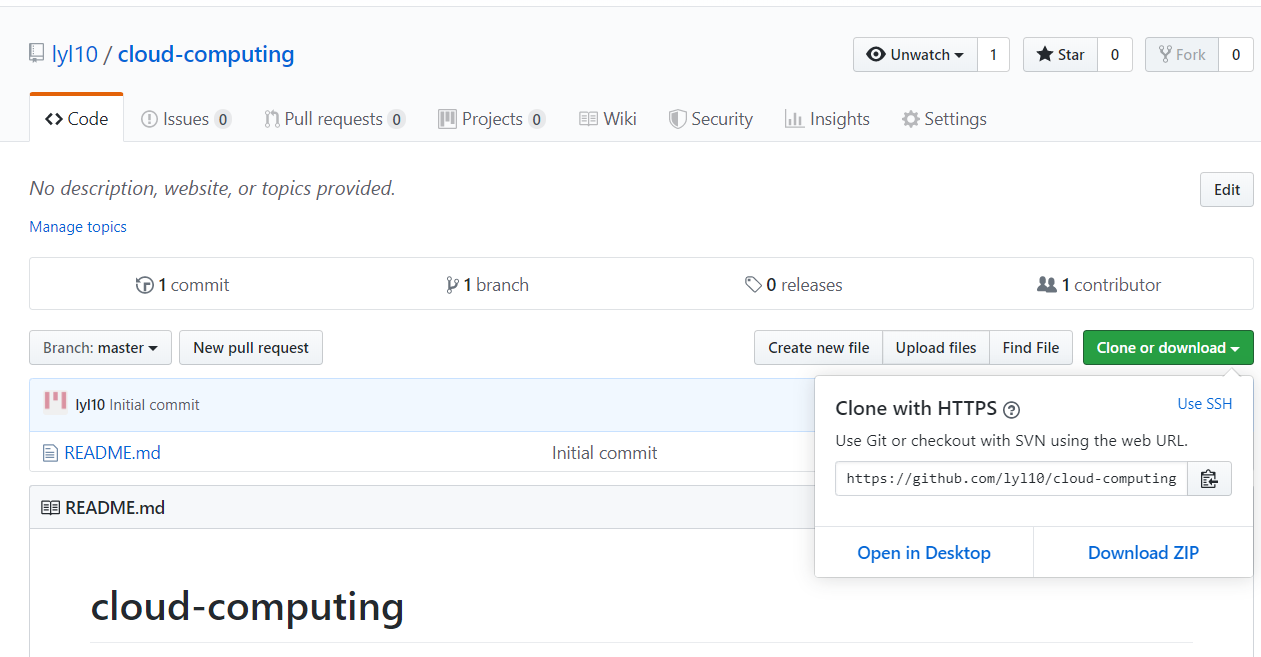 lyl10 / cloud-computing
Unwatch 1 Star 0 Fork 0
Code Issues 0 Pull requests 0 Projects 0 Wiki Security Insights Settings
No description, website, or topics provided.
Edit
Manage topics
1 commit 1 branch 0 releases 1 contributor
Branch: master New pull request Create new file Upload files Find File Clone or download
lyl10 Initial commit
README.md Initial commit
Clone with HTTPS ? Use SSH
Use Git or checkout with SVN using the web URL.
https://github.com/lyl10/cloud-computing
Open in Desktop Download ZIP
README.md
cloud-computing